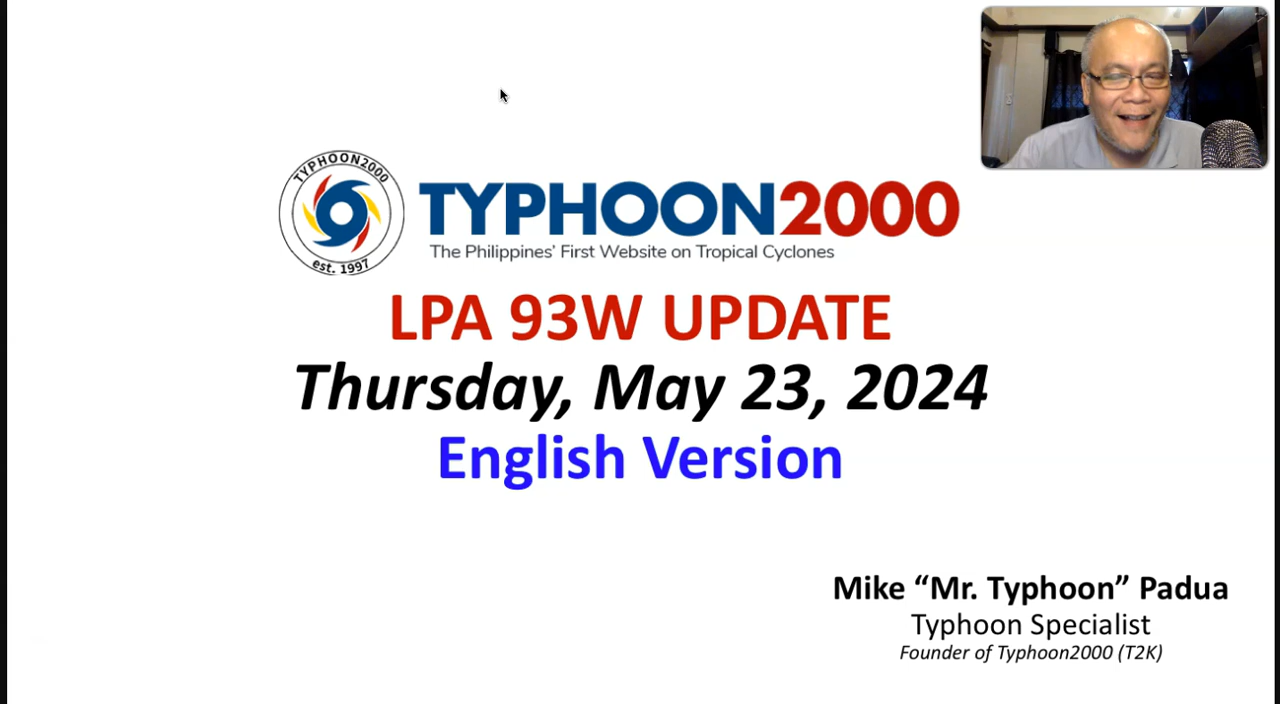 TYPHOON2000
est. 1997
TYPHOON2000
The Philippines’ First Website on Tropical Cyclones
LPA 93W UPDATE
Thursday, May 23, 2024
English Version
Mike “Mr. Typhoon” Padua
Typhoon Specialist
Founder of Typhoon2000 (T2K)